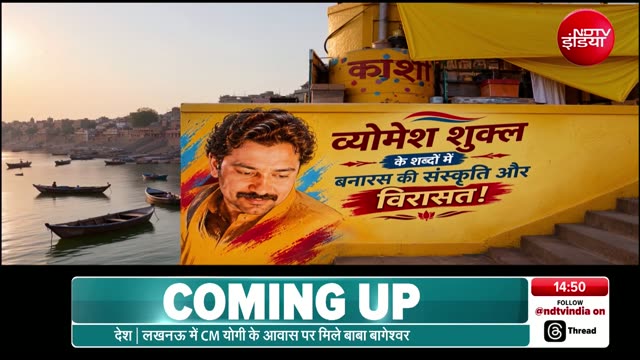 NDTV
इंडिया
काशी
व्योमेश शुक्ल
के शब्दों में
बनारस की संस्कृति और
विरासत!
COMING UP
देश | लखनऊ में CM योगी के आवास पर मिले बाबा बागेश्वर
14:50
FOLLOW
@ndtvindia on
Thread